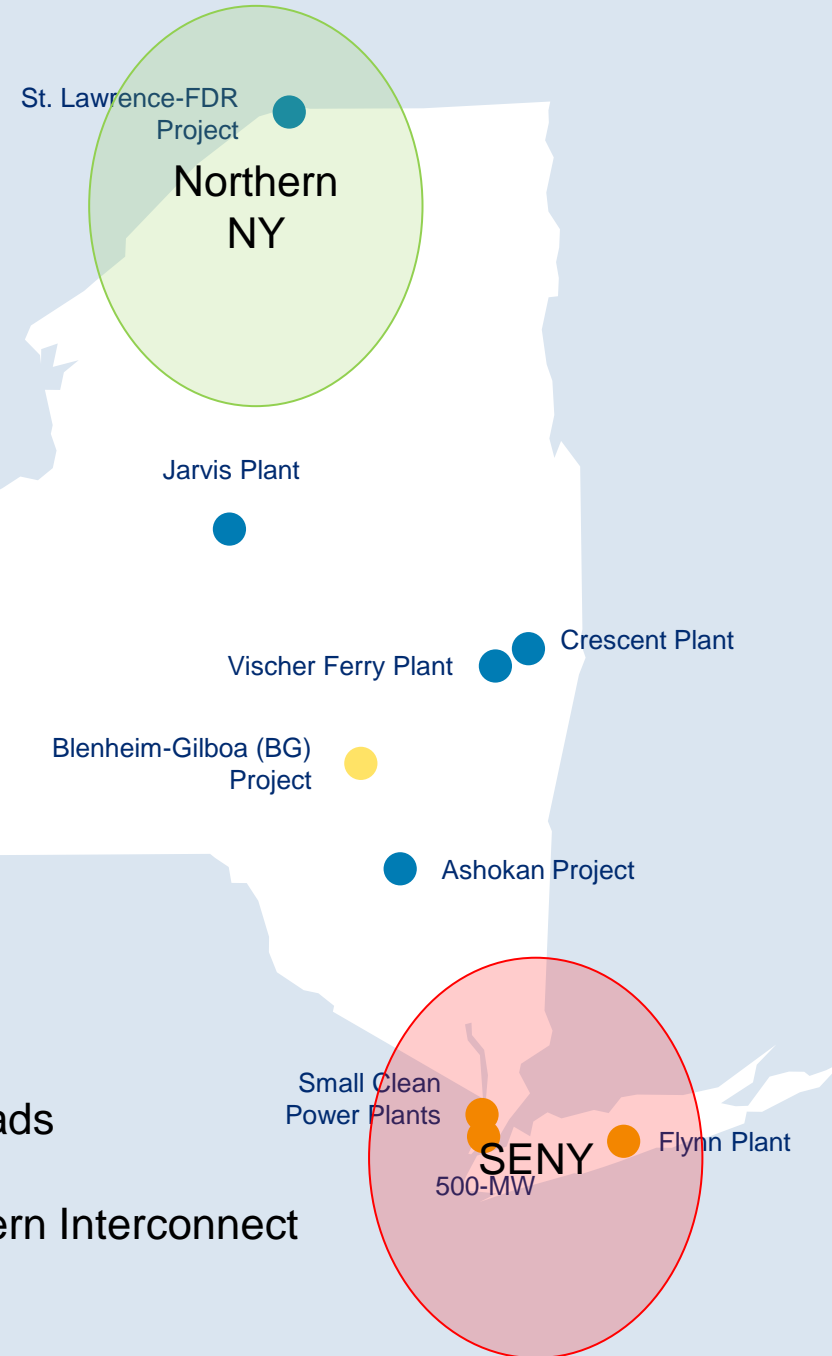 St. Lawrence-FDR
Project
Northern
NY
Jarvis Plant
Crescent Plant
Vischer Ferry Plant
Blenheim-Gilboa (BG)
Project
Ashokan Project
Small Clean
Power Plants
SENY
Flynn Plant
500-MW
Interconnect